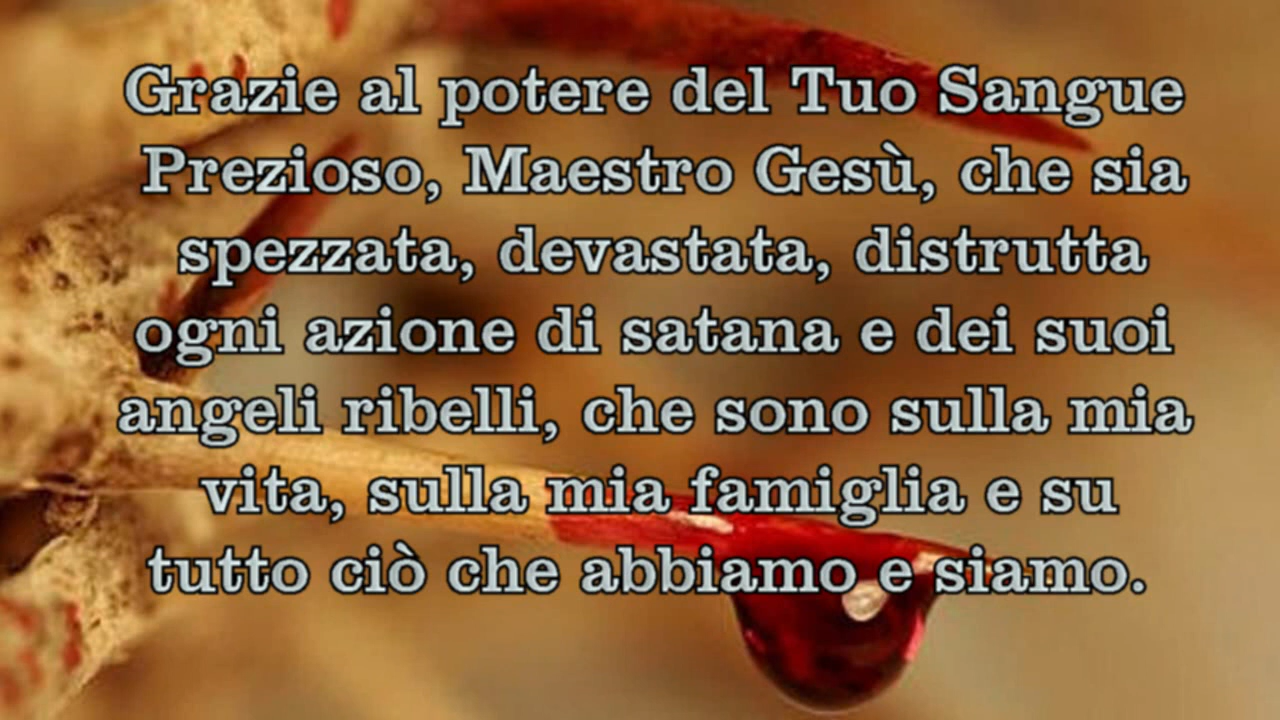 Grazie al potere del Tuo Sangue
Prezioso, Maestro Gesù, che sia
spezzata, devastata, distrutta
ogni azione di satana e dei suoi
angeli ribelli, che sono sulla mia
vita, sulla mia famiglia e su
tutto ciò che abbiamo e siamo.